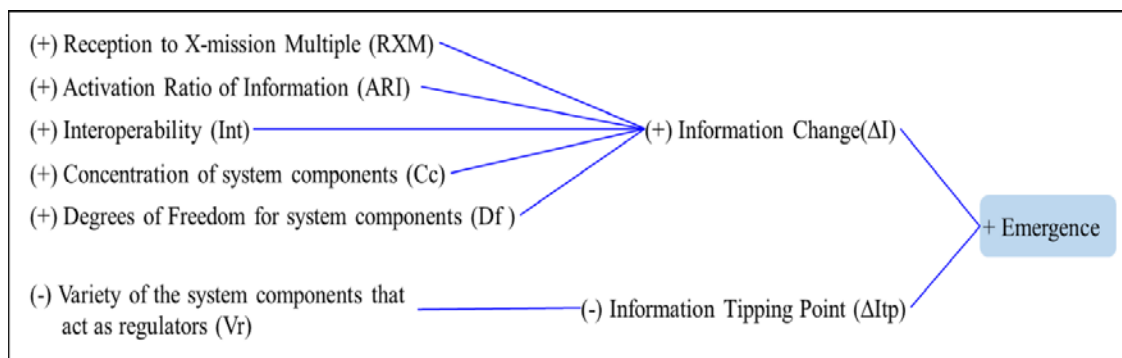 (+) Reception to X-mission Multiple (RXM)
(+) Activation Ratio of Information (ARI)
(+) Interoperability (Int)
(+) Information Change(ΔI)
(+) Concentration of system components (Cc)
(+) Degrees of Freedom for system components (Df )
+ Emergence
(-) Variety of the system components that
act as regulators (Vr)
(-) Information Tipping Point (ΔItp)